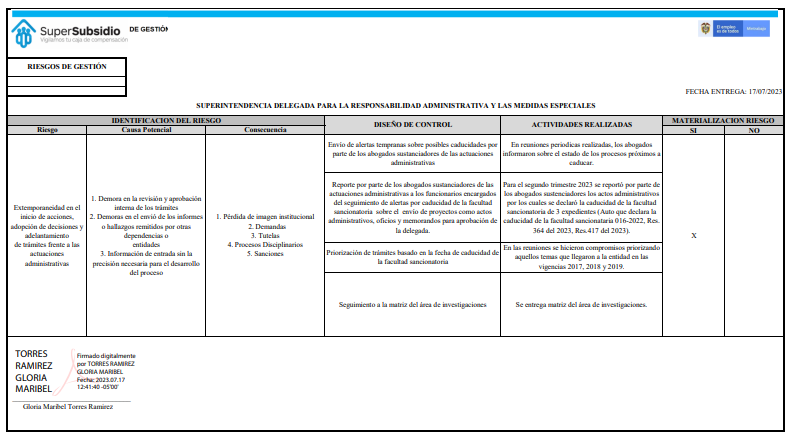 SuperSubsidio
Vigilamos tu caja de compensación
DE GESTIÓN
El empleo
es de todos
Mintrabajo
RIESGOS DE GESTIÓN
FECHA ENTREGA: 17/07/2023
SUPERINTENDENCIA DELEGADA PARA LA RESPONSABILIDAD ADMINISTRATIVA Y LAS MEDIDAS ESPECIALES
IDENTIFICACION DEL RIESGO
DISEÑO DE CONTROL
ACTIVIDADES REALIZADAS
MATERIALIZACION RIESGO
Riesgo
Causa Potencial
Consecuencia
SI
NO
Extemporaneidad en el
inicio de acciones,
adopción de decisiones y
adelantamiento
de trámites frente a las
actuaciones
administrativas
1. Demora en la revisión y aprobación
interna de los trámites
2. Demoras en el envió de los informes
o hallazgos remitidos por otras
dependencias o
entidades
3. Información de entrada sin la
precisión necesaria para el desarrollo
del proceso
1. Pérdida de imagen institucional
2. Demandas
3. Tutelas
4. Procesos Disciplinarios
5. Sanciones
Envío de alertas tempranas sobre posibles caducidades por
parte de los abogados sustanciadores de las actuaciones
administrativas
En reuniones periodicas realizadas, los abogados
informaron sobre el estado de los procesos próximos a
caducar.
Reporte por parte de los abogados sustanciadores de las
actuaciones administrativas a los funcionarios encargados
del seguimiento de alertas por caducidad de la facultad
sancionatoria sobre el envío de proyectos como actos
administrativos, oficios y memorandos para aprobación de
la delegada.
Para el segundo trimestre 2023 se reportó por parte de
los abogados sustenciadores los actos administrativos
por los cuales se declaró la caducidad de la facultad
sancionatoria de 3 expedientes (Auto que declara la
caducidad de la facultad sancionataria 016-2022, Res.
364 del 2023, Res.417 del 2023).
Priorización de trámites basado en la fecha de caducidad de
la facultad sancionatoria
En las reuniones se hicieron compromisos priorizando
aquellos temas que llegaron a la entidad en las
vigencias 2017, 2018 y 2019.
Seguimiento a la matriz del área de investigaciones
Se entrega matriz del área de investigaciones.
X
TORRES
RAMIREZ
GLORIA
MARIBEL
Firmado digitalmente
por TORRES RAMIREZ
GLORIA MARIBEL
Fecha: 2023.07.17
12:41:40 -05'00'
Gloria Maribel Torres Ramirez